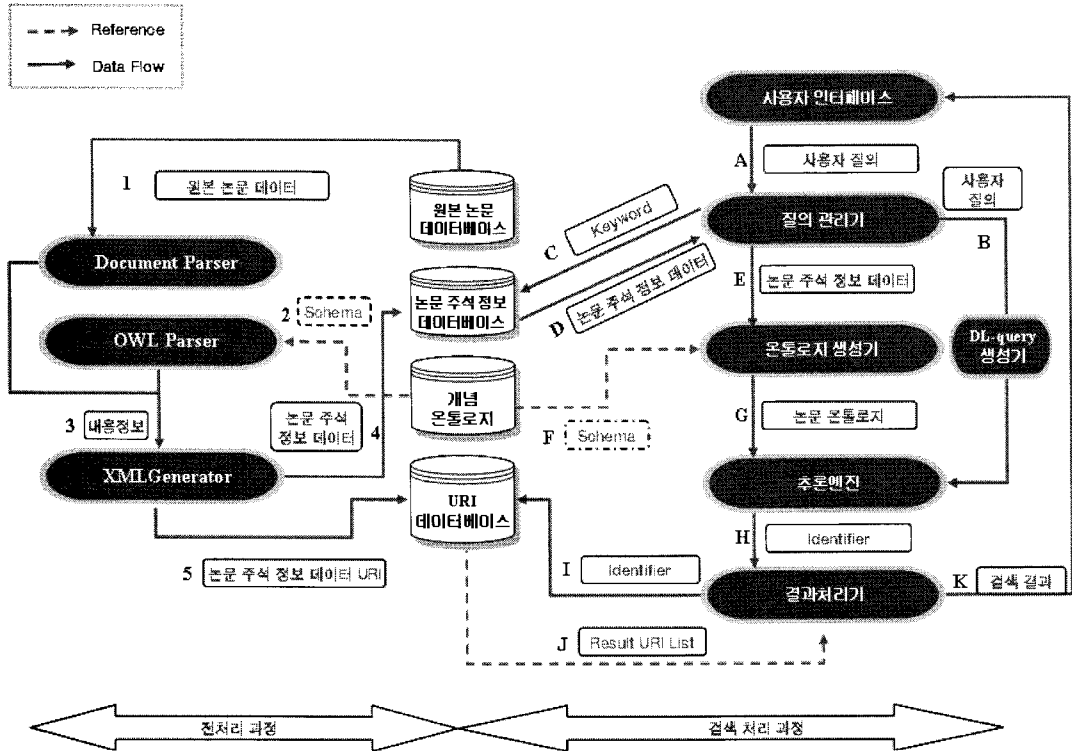 Reference
Data Flow
사용자 인터페이스
A
사용자 질의
사용자
질의
1
원본 논문 데이터
원본 논문
데이터베이스
C
Keyword
질의 관리기
B
Document Parser
논문 주석 정보
데이터베이스
D
논문 주석 정보 데이터
E
논문 주석 정보 데이터
2
Schema
OWL Parser
온톨로지 생성기
DL-query
생성기
개념
온톨로지
3
내용정보
논문 주석
정보 데이터
4
F
Schema
G
논문 온톨로지
XMLGenerator
URI
데이터베이스
추론엔진
H
Identifier
5
논문 주석 정보 데이터 URI
I
Identifier
결과처리기
K
검색 결과
J
Result URI List
전처리 과정
검색 처리 과정